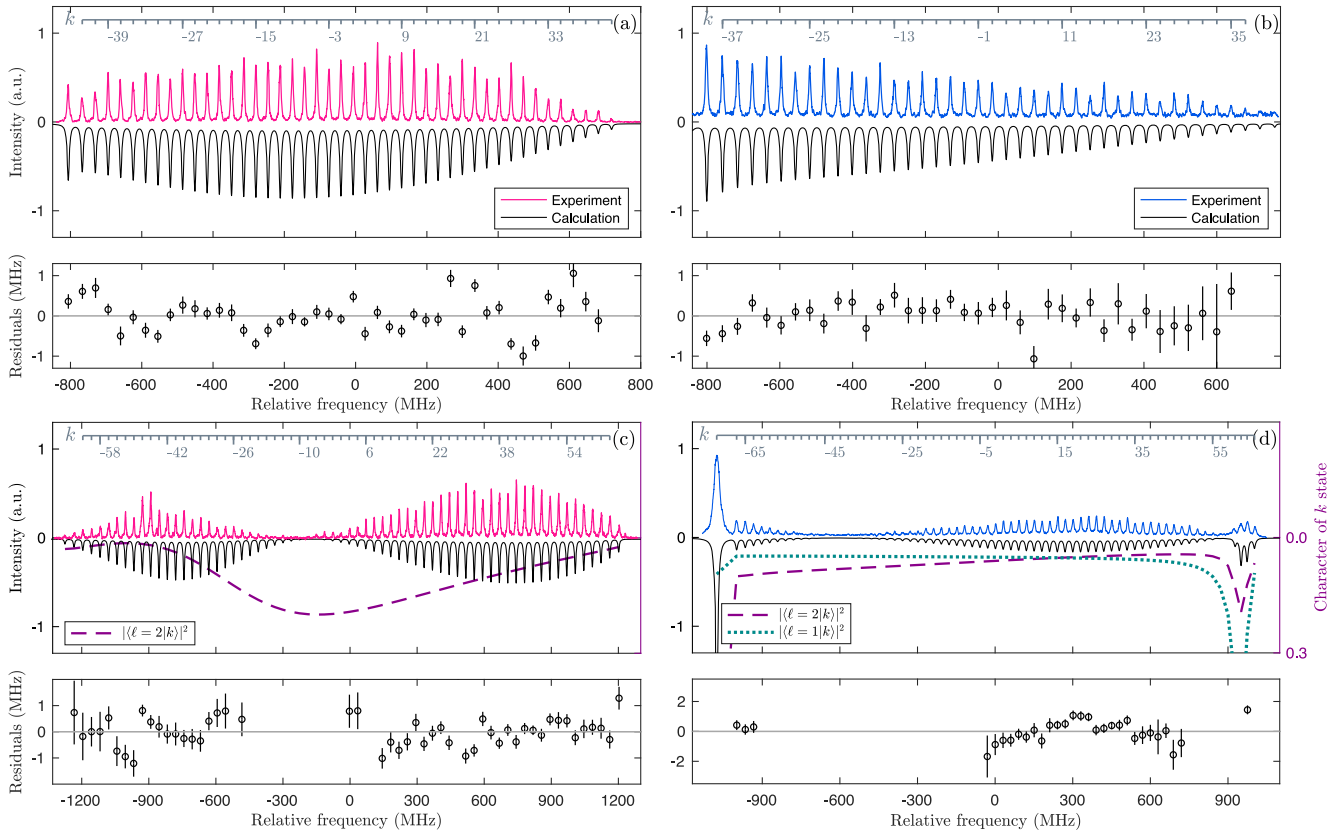 k
-39 -27 -15 -3 9 21 33
(a)
1
0
-1
Intensity (a.u.)
Experiment
Calculation
1
0
-1
Residuals (MHz)
-800 -600 -400 -200 0 200 400 600 800
Relative frequency (MHz)
k
-37 -25 -13 -1 11 23 35
(b)
1
0
-1
Experiment
Calculation
1
0
-1
-800 -600 -400 -200 0 200 400 600
Relative frequency (MHz)
k
-58 -42 -26 -10 6 22 38 54
(c)
1
0
-1
Intensity (a.u.)
|⟨ℓ = 2|k⟩|²
1
0
-1
Residuals (MHz)
-1200 -900 -600 -300 0 300 600 900 1200
Relative frequency (MHz)
k
-65 -45 -25 -5 15 35 55
(d)
1
0
-1
|⟨ℓ = 2|k⟩|²
|⟨ℓ = 1|k⟩|²
0.0
0.3
Character of k state
2
0
-2
-900 -600 -300 0 300 600 900
Relative frequency (MHz)